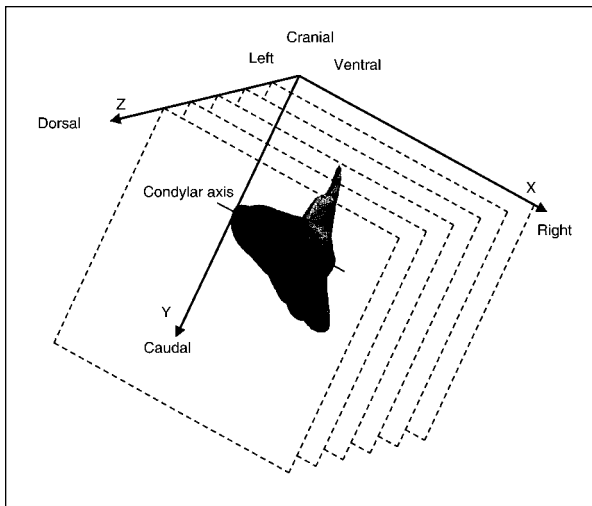 Cranial
Left
Ventral
Z
Dorsal
Condylar axis
X
Right
Y
Caudal